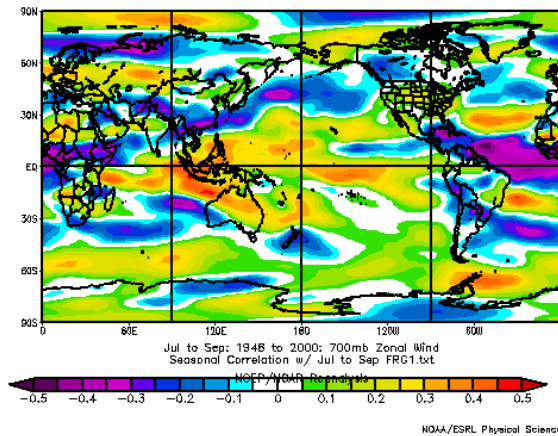 90N
60N
30N
EQ
30S
60S
90S
0 60E 120E 180 120W 60W
Jul to Sep: 1948 to 2000: 700mb Zonal Wind
Seasonal Correlation w/ Jul to Sep FRG1.txt
NCEP/NCAR Reanalysis
-0.5 -0.4 -0.3 -0.2 -0.1 0 0.1 0.2 0.3 0.4 0.5
NOAA/ESRL Physical Science